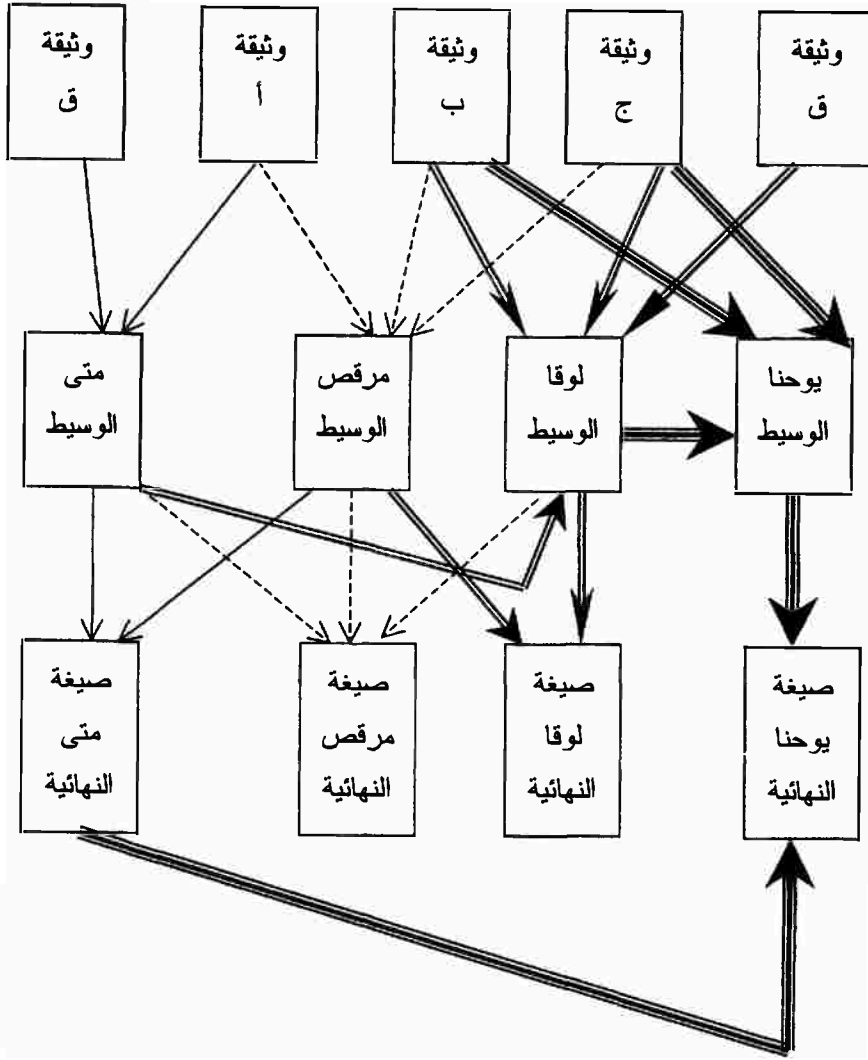 وثيقة
ق
وثيقة
ج
وثيقة
ب
وثيقة
أ
وثيقة
ق
يوحنا
الوسيط
لوقا
الوسيط
مرقص
الوسيط
متى
الوسيط
صيغة
يوحنا
النهائية
صيغة
لوقا
النهائية
صيغة
مرقص
النهائية
صيغة
متى
النهائية